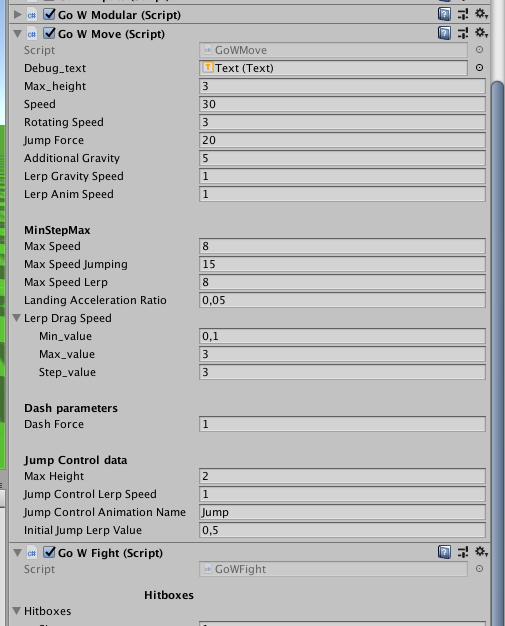 Go W Modular (Script)
Go W Move (Script)
Script GoWMove
Debug_text Text (Text)
Max_height 3
Speed 30
Rotating Speed 3
Jump Force 20
Additional Gravity 5
Lerp Gravity Speed 1
Lerp Anim Speed 1
MinStepMax
Max Speed 8
Max Speed Jumping 15
Max Speed Lerp 8
Landing Acceleration Ratio 0,05
Lerp Drag Speed
Min_value 0,1
Max_value 3
Step_value 3
Dash parameters
Dash Force 1
Jump Control data
Max Height 2
Jump Control Lerp Speed 1
Jump Control Animation Name Jump
Initial Jump Lerp Value 0,5
Go W Fight (Script)
Script GoWFight
Hitboxes
Hitboxes